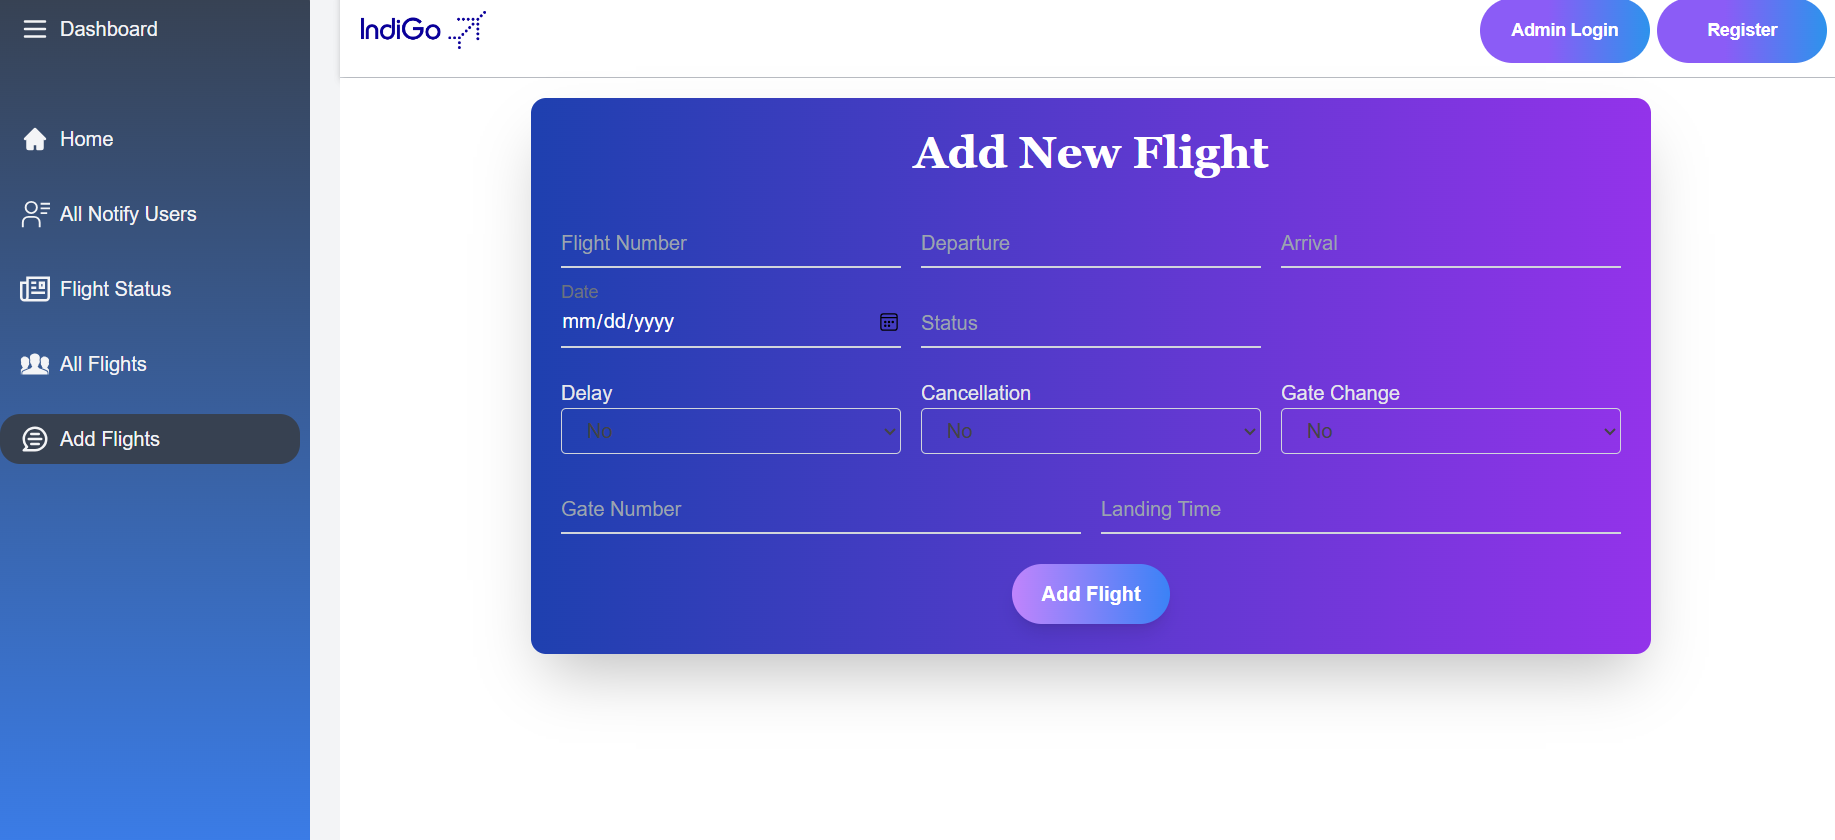 Dashboard
Home
All Notify Users
Flight Status
All Flights
Add Flights
IndiGo
Admin Login
Register
Add New Flight
Flight Number
Departure
Arrival
Date
mm/dd/yyyy
Status
Delay
Cancellation
Gate Change
No
No
No
Gate Number
Landing Time
Add Flight